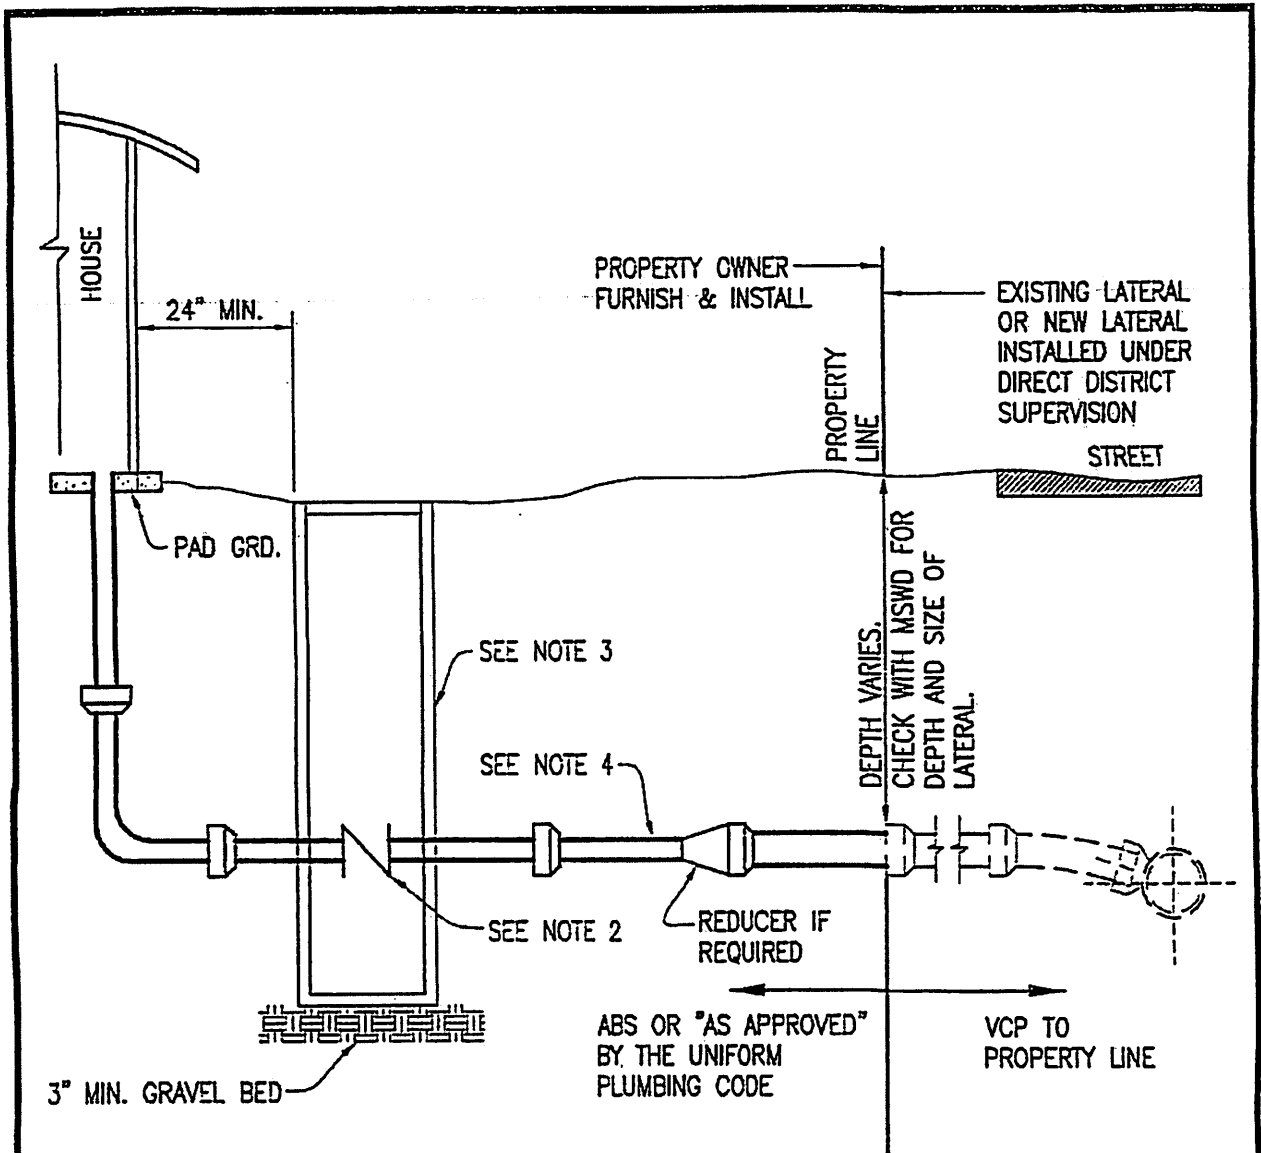 HOUSE
24" MIN.
PROPERTY OWNER
FURNISH & INSTALL
EXISTING LATERAL
OR NEW LATERAL
INSTALLED UNDER
DIRECT DISTRICT
SUPERVISION
PROPERTY
LINE
STREET
PAD GRD.
DEPTH VARIES.
CHECK WITH MSWD FOR
DEPTH AND SIZE OF
LATERAL.
SEE NOTE 3
SEE NOTE 4
SEE NOTE 2
REDUCER IF
REQUIRED
ABS OR "AS APPROVED"
BY THE UNIFORM
PLUMBING CODE
VCP TO
PROPERTY LINE
3" MIN. GRAVEL BED